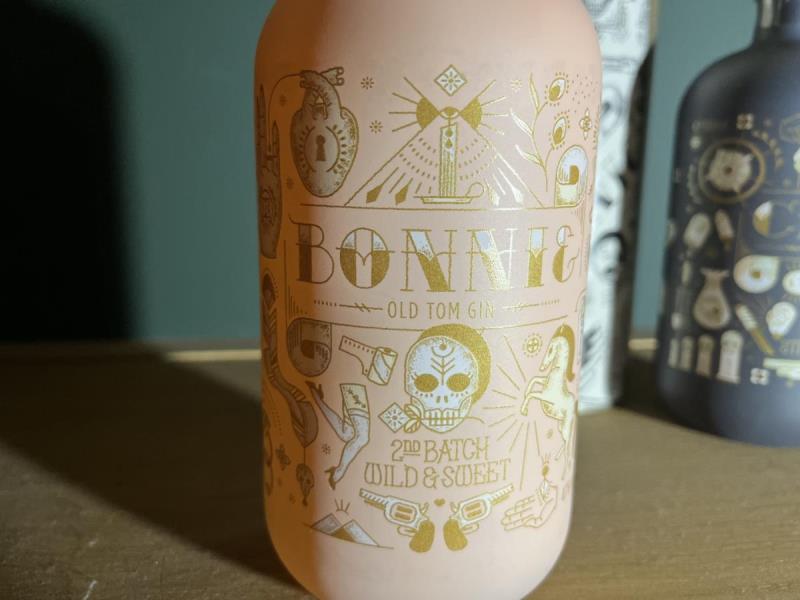 BONNIE
OLD TOM GIN
2nd BATCH
WILD & SWEET